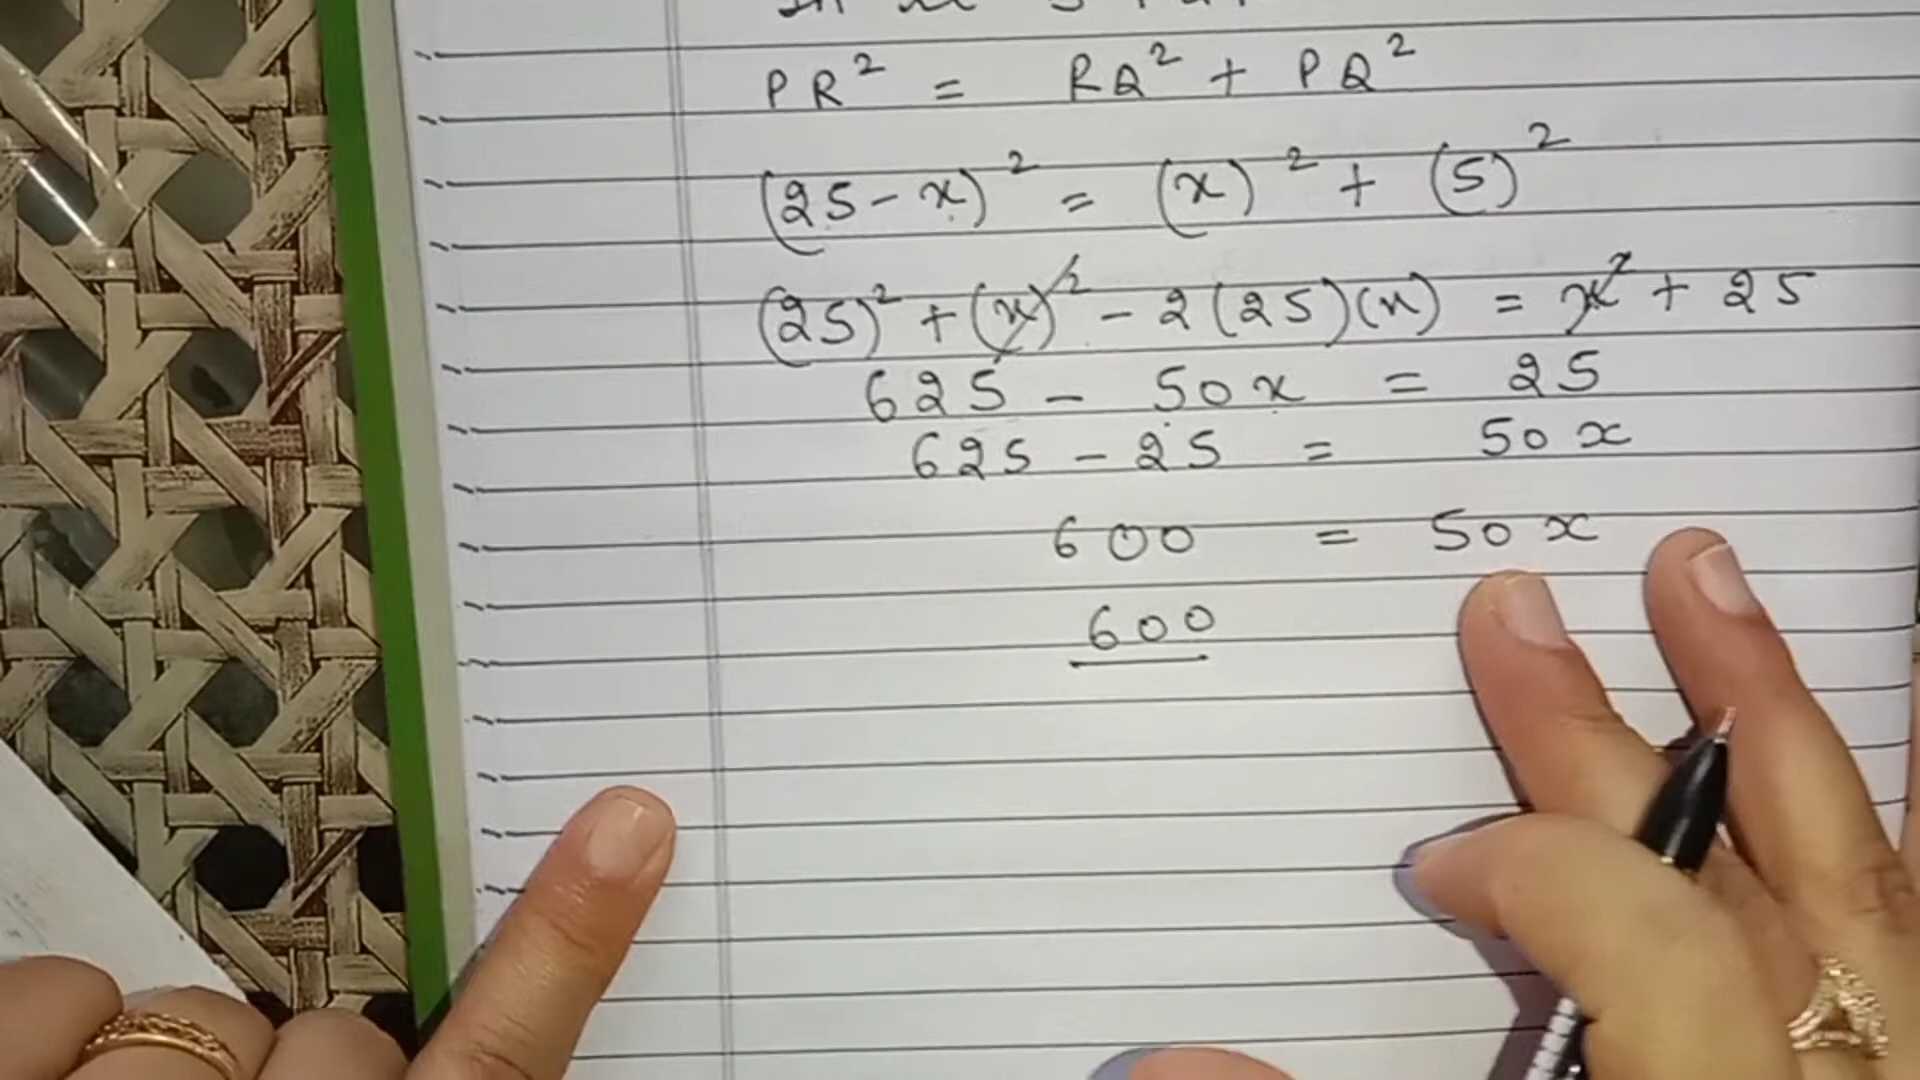 PR² = RQ² + PQ²
(25 - x)² = (x)² + (5)²
(25)² + (x)² - 2(25)(x) = x² + 25
625 - 50x = 25
625 - 25 = 50x
600 = 50x
600